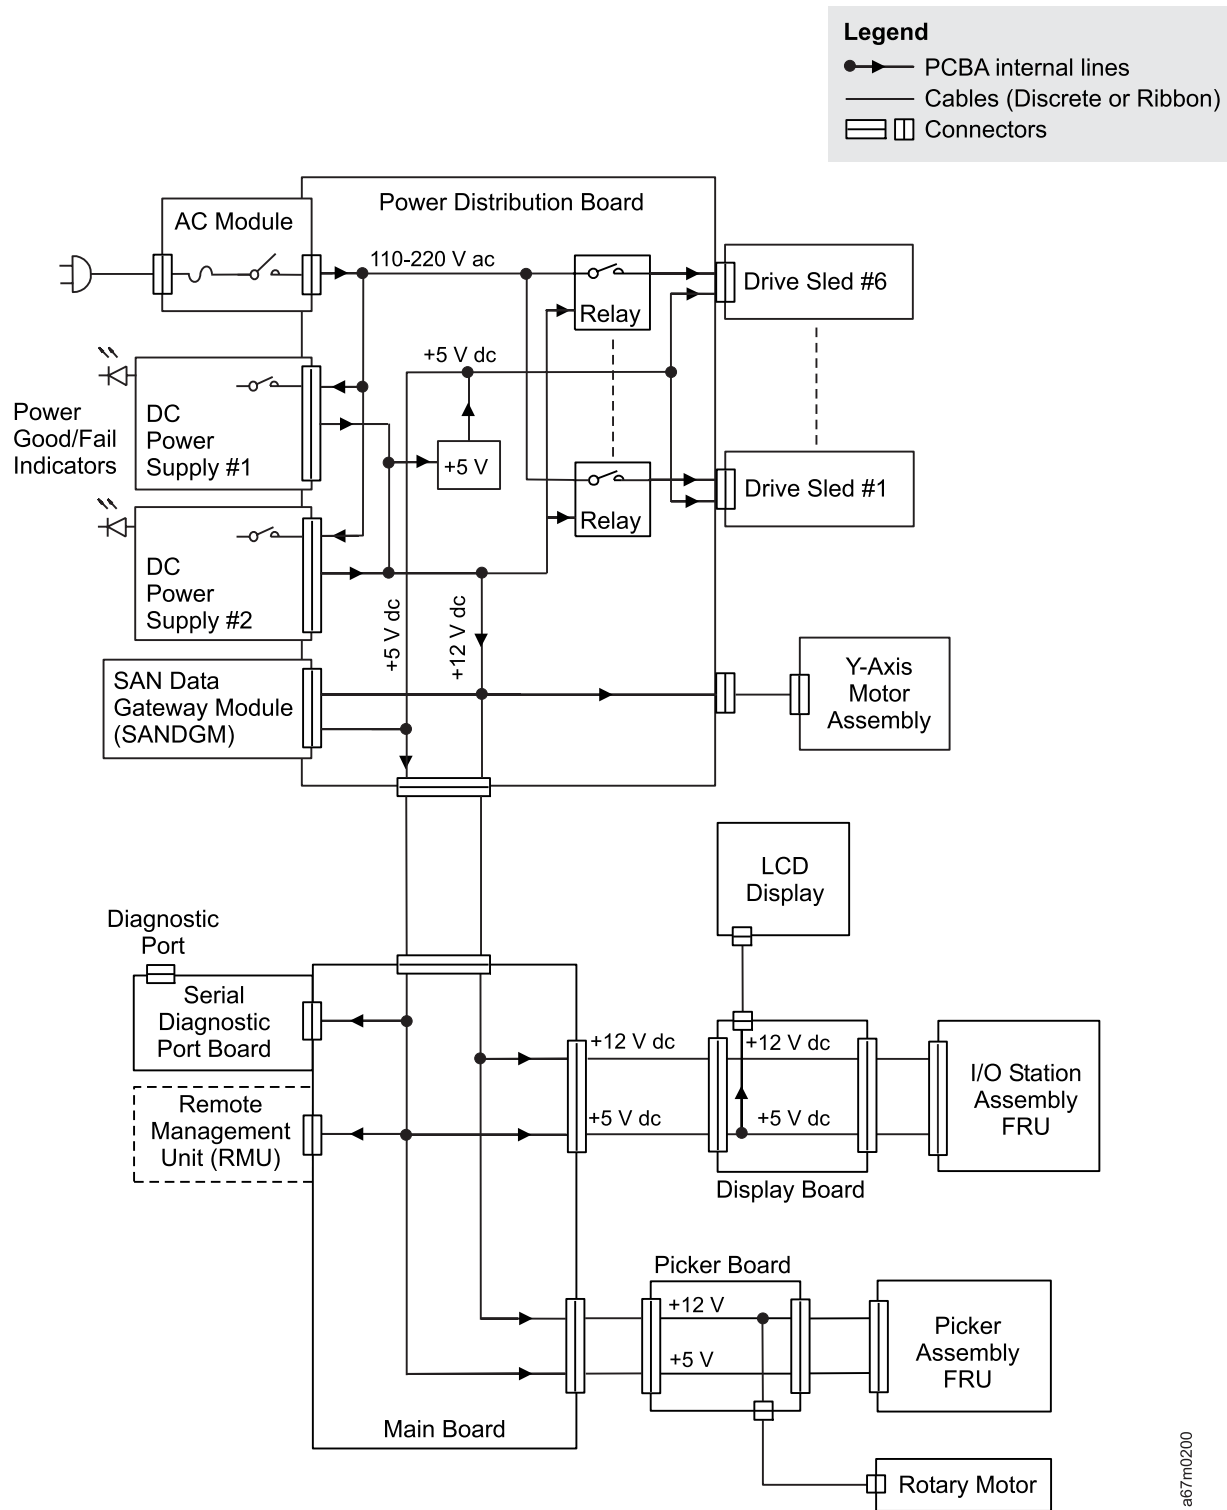 Legend
PCBA internal lines
Cables (Discrete or Ribbon)
Connectors
Power Distribution Board
AC Module
110-220 V ac
Relay
Drive Sled #6
+5 V dc
Power
Good/Fail
Indicators
DC
Power
Supply #1
+5 V
Relay
Drive Sled #1
DC
Power
Supply #2
+5 V dc
+12 V dc
SAN Data
Gateway Module
(SANDGM)
Y-Axis
Motor
Assembly
LCD
Display
Diagnostic
Port
Serial
Diagnostic
Port Board
+12 V dc
+12 V dc
I/O Station
Assembly
FRU
Remote
Management
Unit (RMU)
+5 V dc
+5 V dc
Display Board
Picker Board
+12 V
+5 V
Picker
Assembly
FRU
Main Board
Rotary Motor
a67m0200